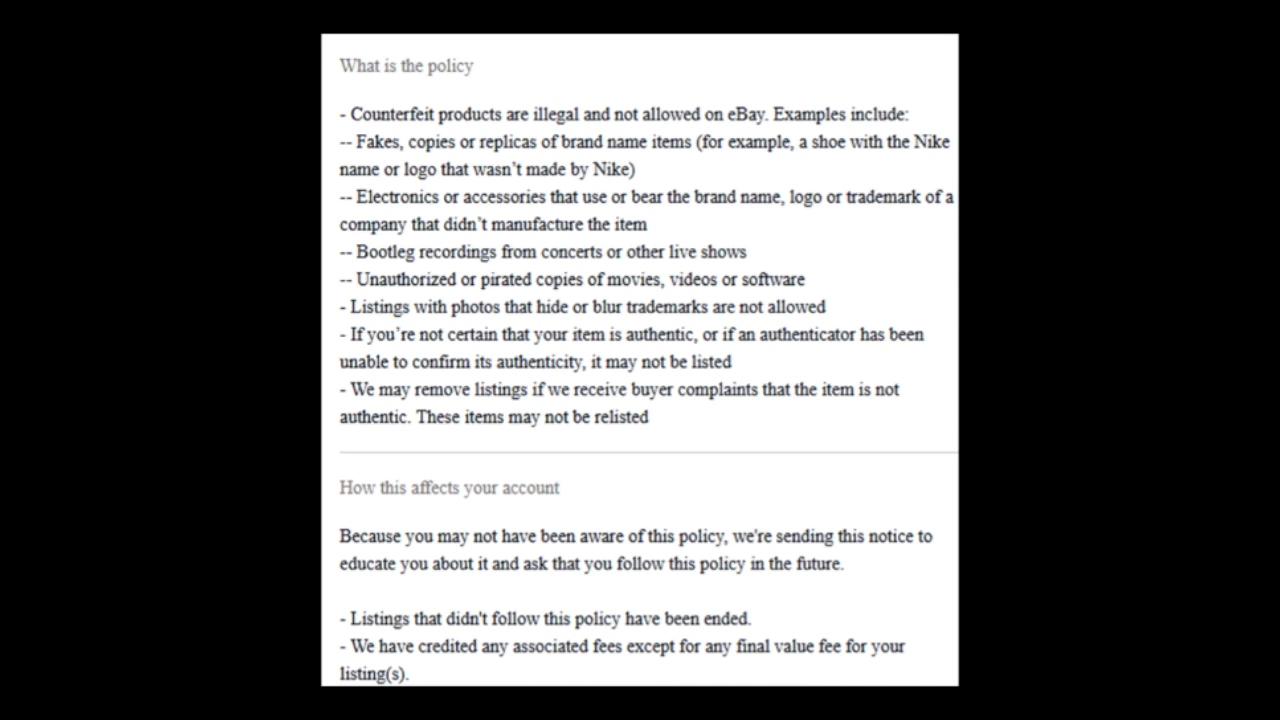 What is the policy
- Counterfeit products are illegal and not allowed on eBay. Examples include:
-- Fakes, copies or replicas of brand name items (for example, a shoe with the Nike
name or logo that wasn’t made by Nike)
-- Electronics or accessories that use or bear the brand name, logo or trademark of a
company that didn’t manufacture the item
-- Bootleg recordings from concerts or other live shows
-- Unauthorized or pirated copies of movies, videos or software
- Listings with photos that hide or blur trademarks are not allowed
- If you’re not certain that your item is authentic, or if an authenticator has been
unable to confirm its authenticity, it may not be listed
- We may remove listings if we receive buyer complaints that the item is not
authentic. These items may not be relisted
How this affects your account
Because you may not have been aware of this policy, we're sending this notice to
educate you about it and ask that you follow this policy in the future.
- Listings that didn't follow this policy have been ended.
- We have credited any associated fees except for any final value fee for your
listing(s).